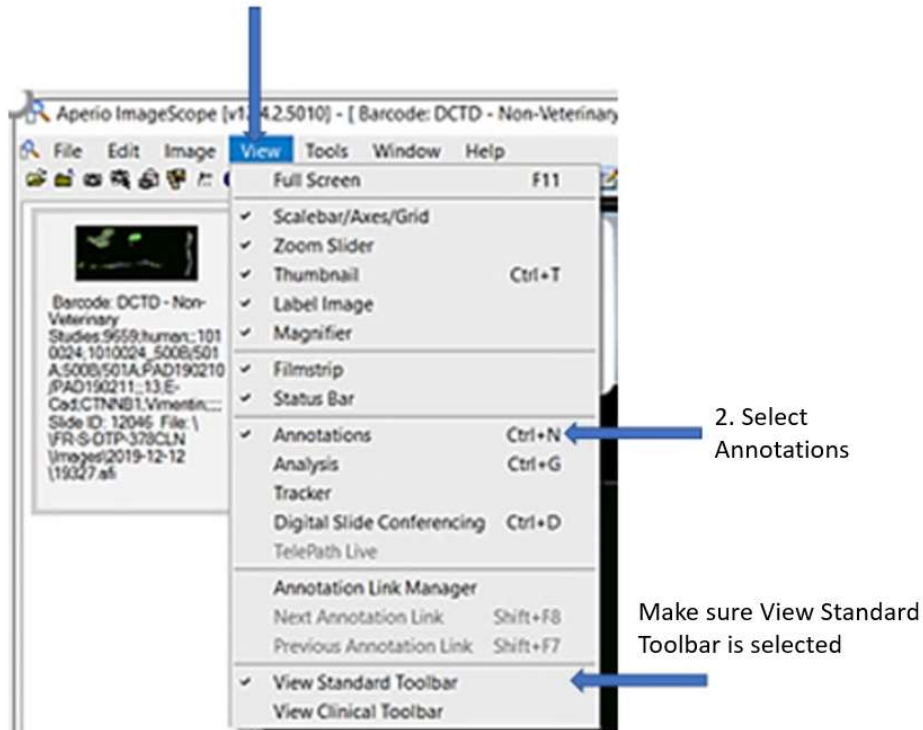 Aperio ImageScope [v12.4.2.5010] - [ Barcode: DCTD - Non-Veterinary
File Edit Image View Tools Window Help
Full Screen F11
Scalebar/Axes/Grid
Zoom Slider
Thumbnail Ctrl+T
Label Image
Magnifier
Filmstrip
Status Bar
Annotations Ctrl+N
Analysis Ctrl+G
Tracker
Digital Slide Conferencing Ctrl+D
TelePath Live
Annotation Link Manager
Next Annotation Link Shift+F8
Previous Annotation Link Shift+F7
View Standard Toolbar
View Clinical Toolbar
Barcode: DCTD - Non-
Veterinary
Studies;9659;human;;101
0024;1010024_500B/501
A;500B/501A;PAD190210
/PAD190211;;13;E-
Cad;CTNNB1;Vimentin;;;;
Slide ID: 12046 File: \
\FR-S-DTP-378CLN
\Images\2019-12-12
\19327.afi
2. Select
Annotations
Make sure View Standard
Toolbar is selected